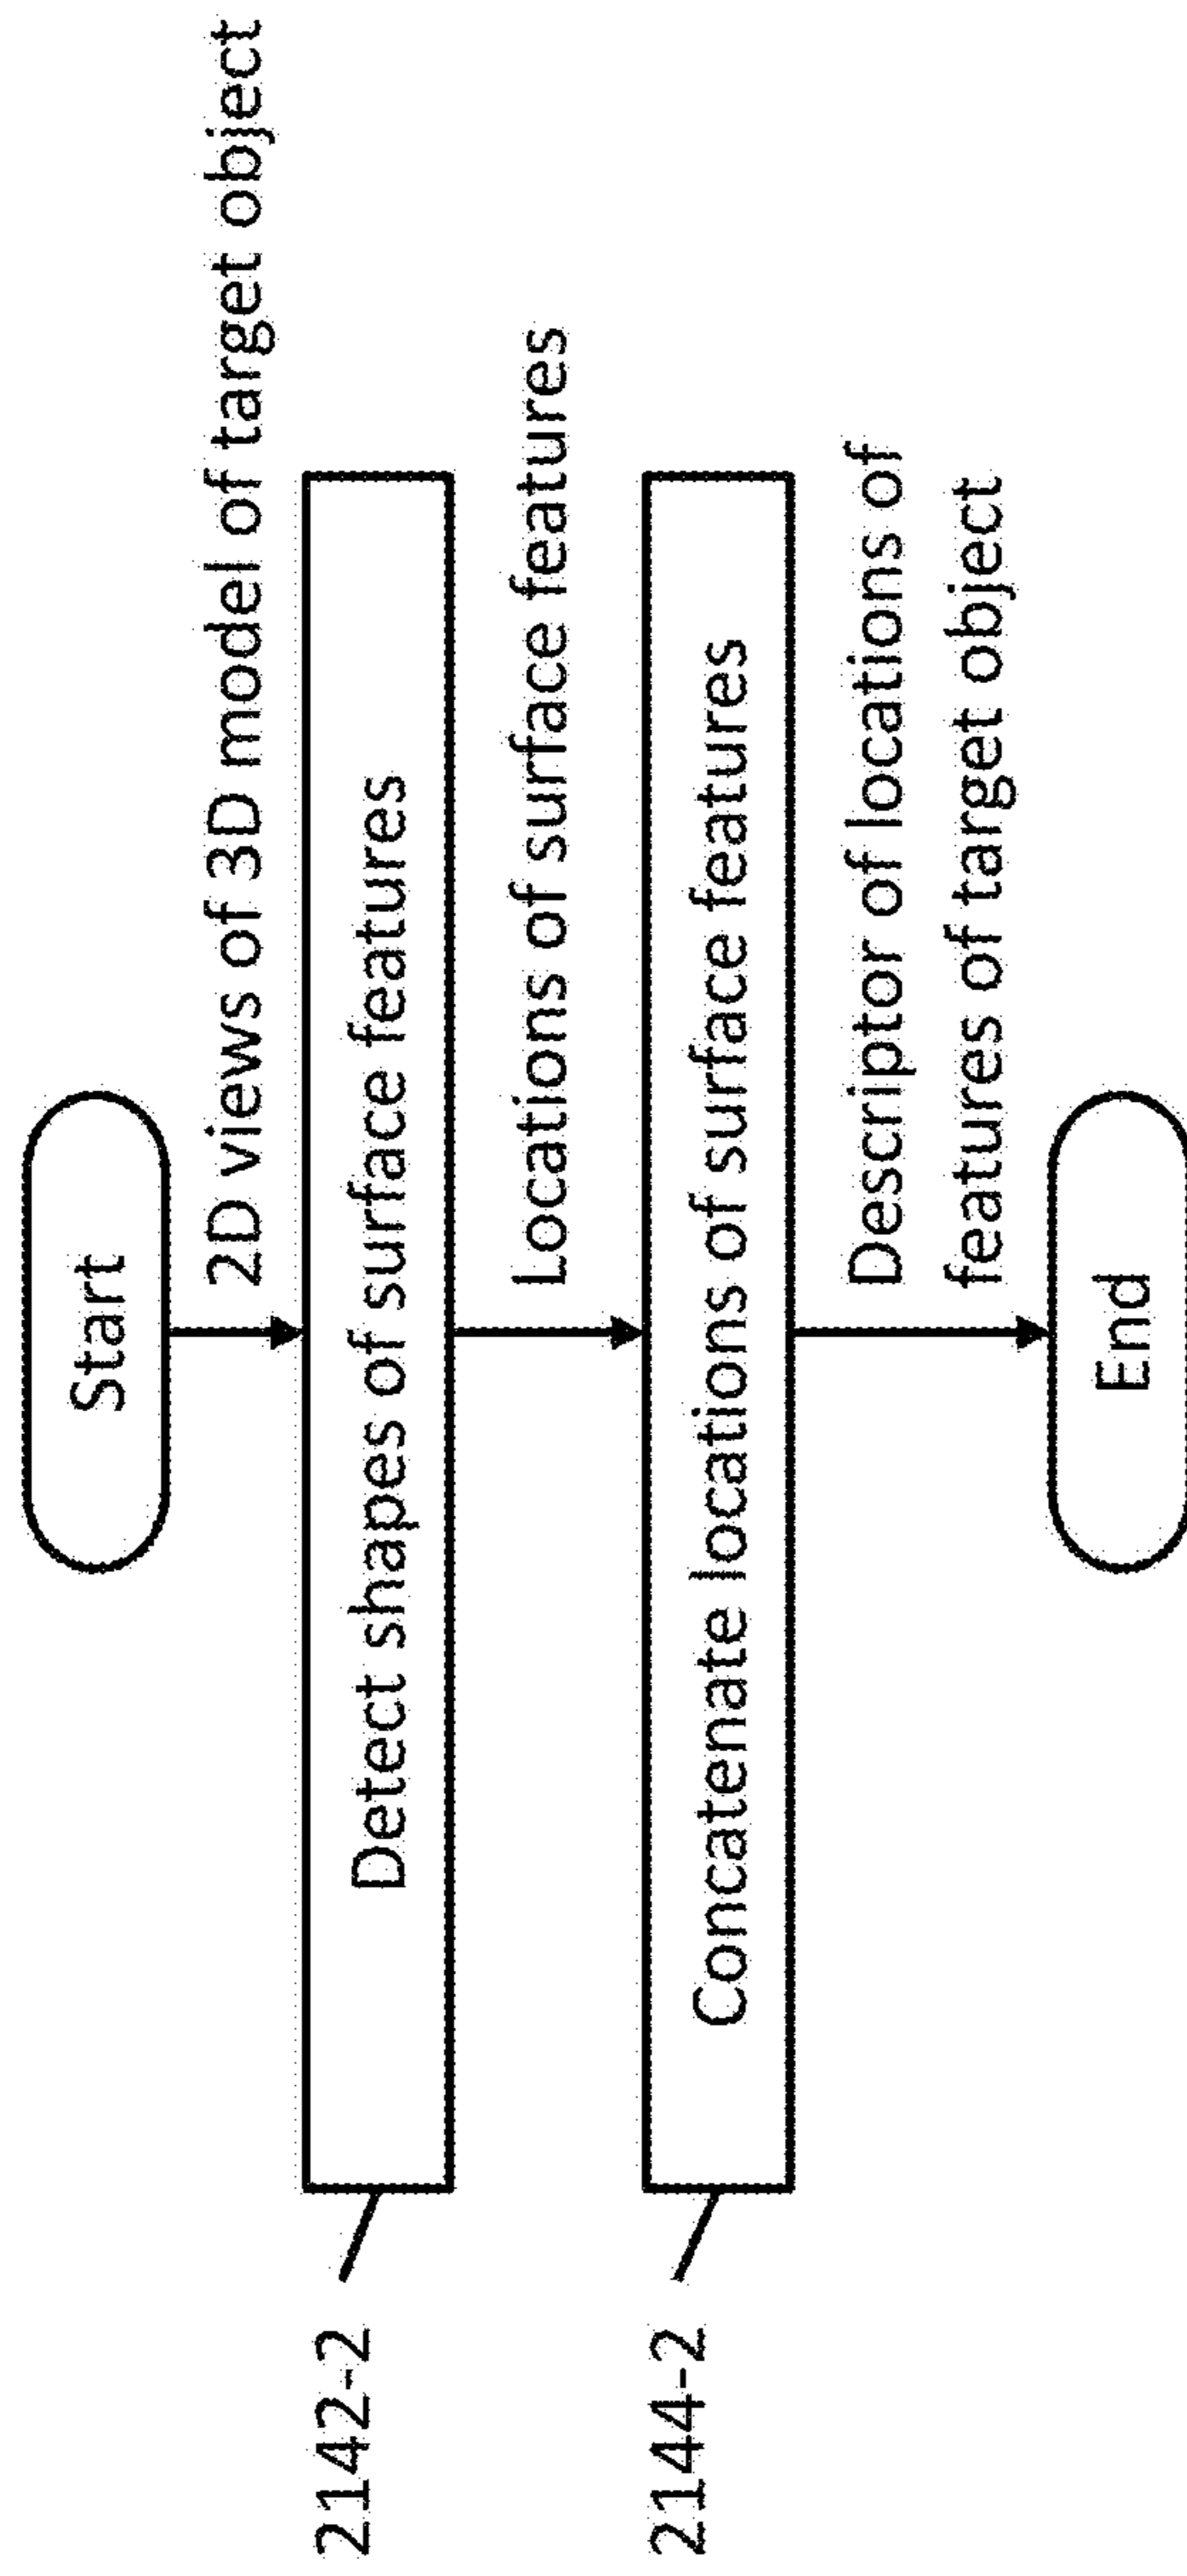 Start
2D views of 3D model of target object
2142-2
Detect shapes of surface features
Locations of surface features
2144-2
Concatenate locations of surface features
Descriptor of locations of
features of target object
End